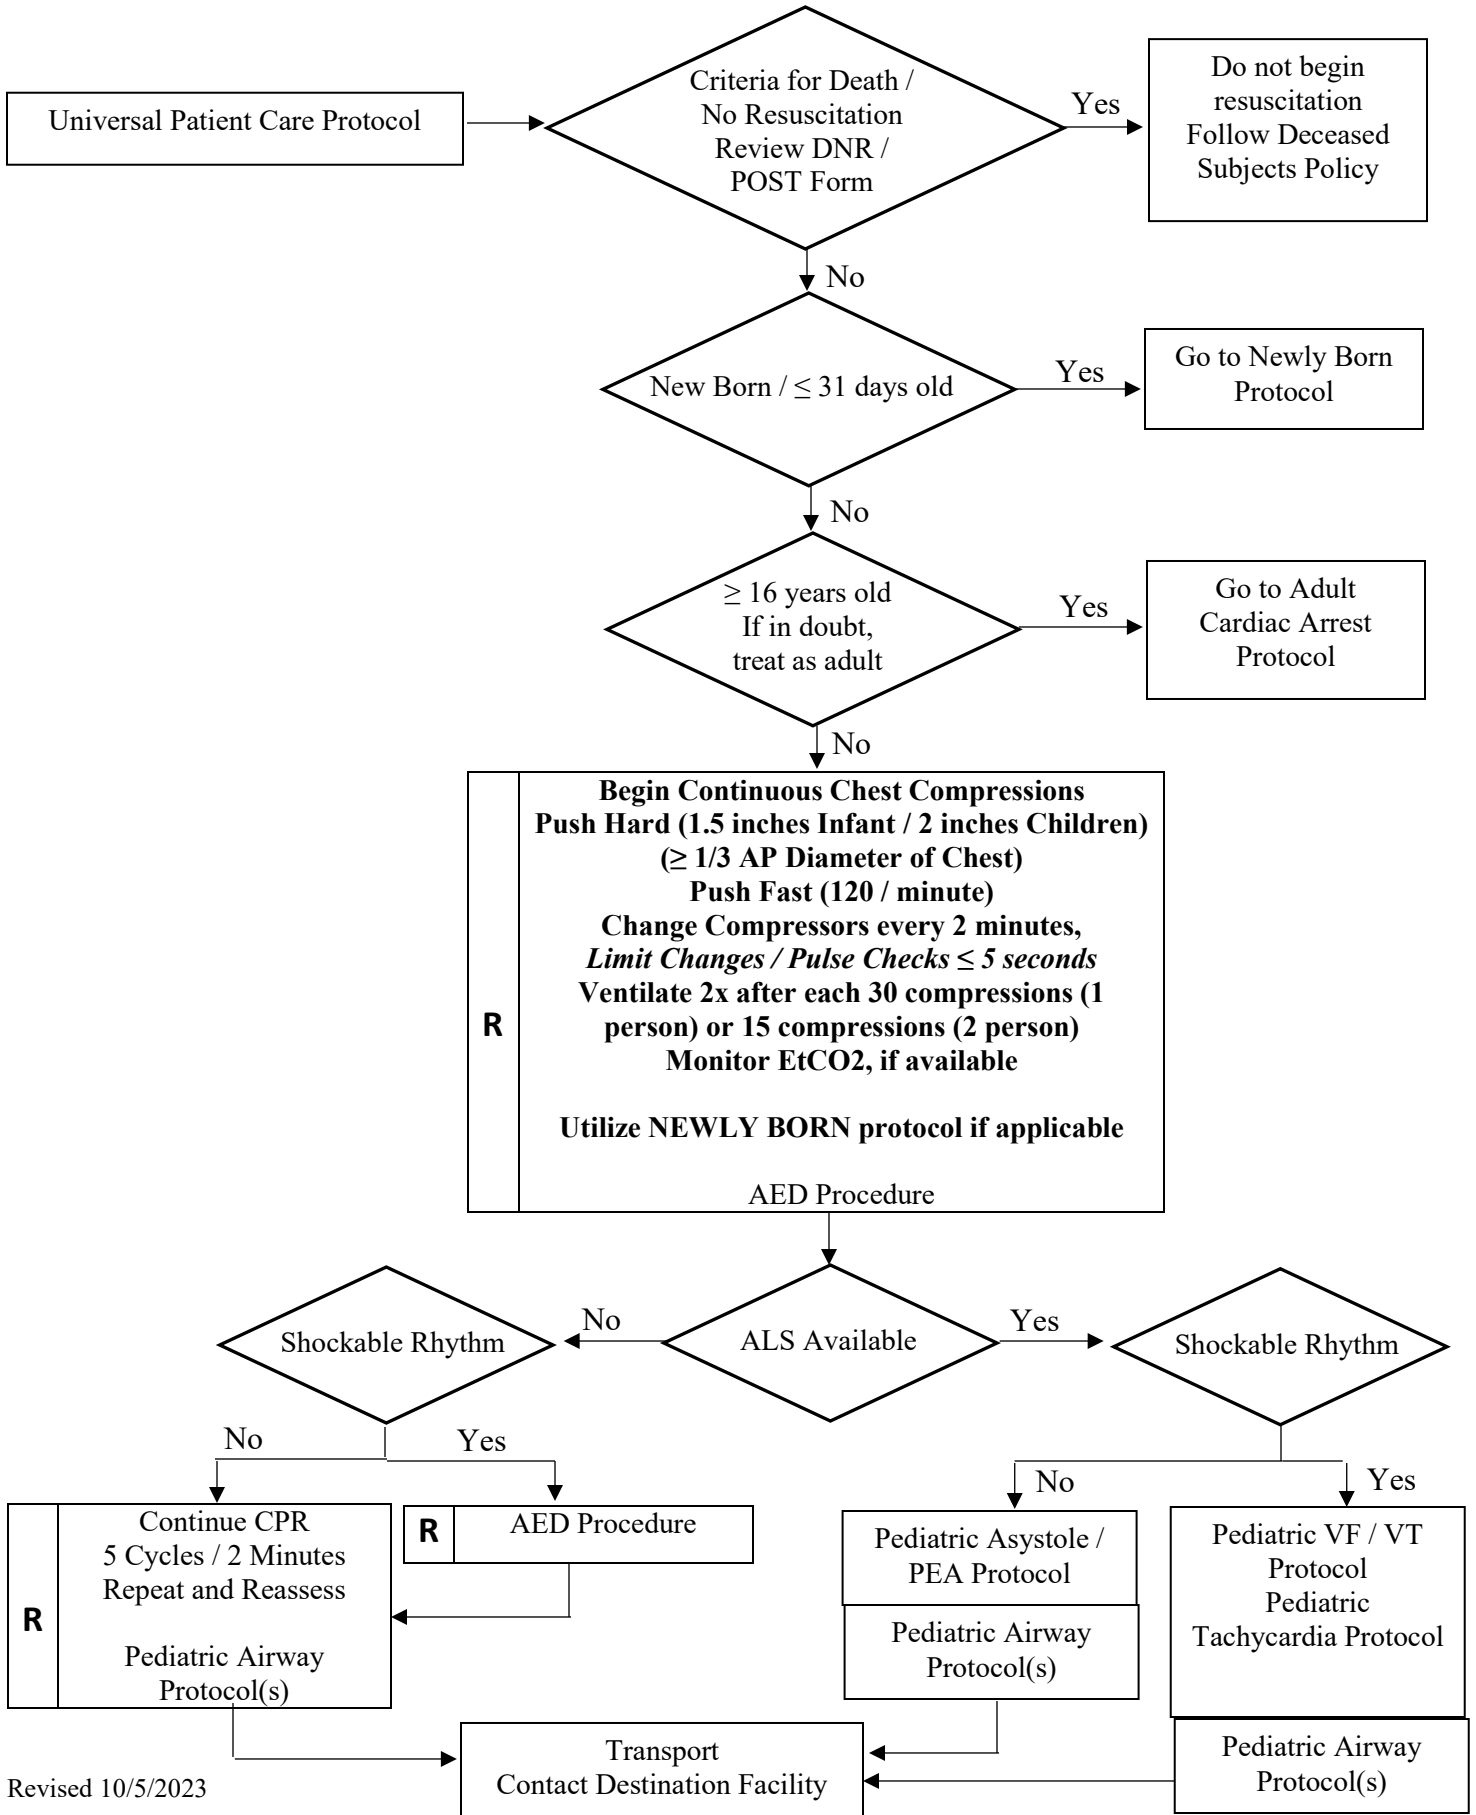 Universal Patient Care Protocol
Criteria for Death /
No Resuscitation
Review DNR /
POST Form
Yes
Do not begin
resuscitation
Follow Deceased
Subjects Policy
No
New Born / ≤ 31 days old
Yes
Go to Newly Born
Protocol
No
≥ 16 years old
If in doubt,
treat as adult
Yes
Go to Adult
Cardiac Arrest
Protocol
No
R
Begin Continuous Chest Compressions
Push Hard (1.5 inches Infant / 2 inches Children)
(≥ 1/3 AP Diameter of Chest)
Push Fast (120 / minute)
Change Compressors every 2 minutes,
Limit Changes / Pulse Checks ≤ 5 seconds
Ventilate 2x after each 30 compressions (1
person) or 15 compressions (2 person)
Monitor EtCO2, if available
Utilize NEWLY BORN protocol if applicable
AED Procedure
Shockable Rhythm
No
ALS Available
Yes
Shockable Rhythm
No
Yes
R
Continue CPR
5 Cycles / 2 Minutes
Repeat and Reassess
Pediatric Airway
Protocol(s)
R
AED Procedure
No
Yes
Pediatric Asystole /
PEA Protocol
Pediatric Airway
Protocol(s)
Pediatric VF / VT
Protocol
Pediatric
Tachycardia Protocol
Pediatric Airway
Protocol(s)
Transport
Contact Destination Facility
Revised 10/5/2023